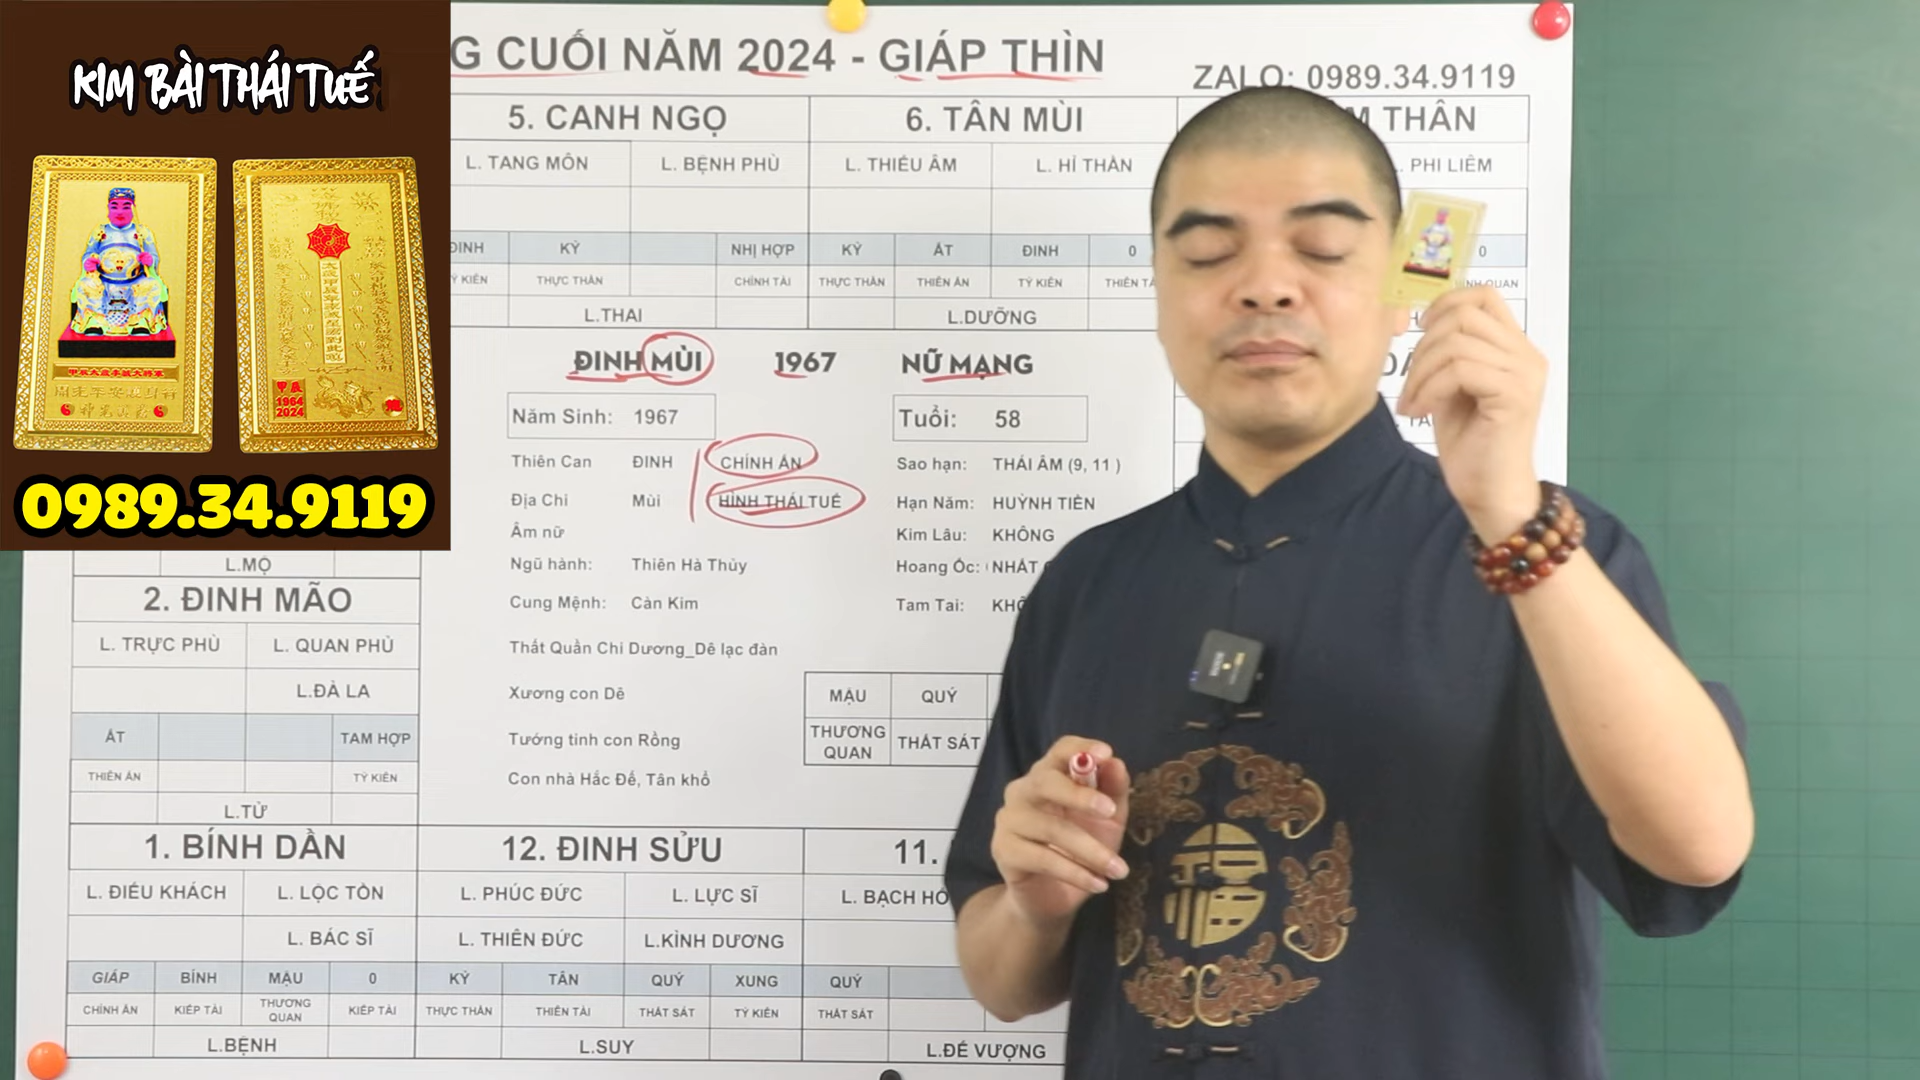 KIM BÀI THÁI TUẾ
甲辰
1964
2024
0989.34.9119
G CUỐI NĂM 2024 - GIÁP THÌN
ZALO: 0989.34.9119
5. CANH NGỌ
6. TÂN MÙI
M THÂN
L. TANG MÔN
L. BỆNH PHÙ
L. THIẾU ÂM
L. HỈ THẦN
PHI LIÊM
ĐINH
KỶ
NHỊ HỢP
KỶ
ẤT
ĐINH
0
0
TỶ KIÊN
THỰC THẦN
CHÍNH TÀI
THỰC THẦN
THIÊN ẤN
TỶ KIÊN
L.THAI
L.DƯỠNG
ĐINH MÙI
1967
NỮ MẠNG
Năm Sinh: 1967
Tuổi: 58
Thiên Can
ĐINH
CHÍNH ẤN
Sao hạn: THÁI ÂM (9, 11 )
Địa Chi
Mùi
HÌNH THÁI TUẾ
Hạn Năm: HUỲNH TIỀN
Âm nữ
Kim Lâu: KHÔNG
Ngũ hành: Thiên Hà Thủy
Hoang Ốc: NHẤT
Cung Mệnh: Càn Kim
Tam Tai:
Thất Quần Chi Dương_Dê lạc đàn
Xương con Dê
Tướng tinh con Rồng
Con nhà Hắc Đế, Tân khổ
MẬU
QUÝ
THƯƠNG QUAN
THẤT SÁT
L.MỘ
2. ĐINH MÃO
L. TRỰC PHÙ
L. QUAN PHỦ
L.ĐÀ LA
ẤT
TAM HỢP
THIÊN ẤN
TỶ KIÊN
L.TỬ
1. BÍNH DẦN
12. ĐINH SỬU
11.
L. ĐIẾU KHÁCH
L. LỘC TỒN
L. PHÚC ĐỨC
L. LỰC SĨ
L. BẠCH HỔ
L. BÁC SĨ
L. THIÊN ĐỨC
L.KÌNH DƯƠNG
GIÁP
BÍNH
MẬU
0
KỶ
TÂN
QUÝ
XUNG
QUÝ
CHÍNH ẤN
KIẾP TÀI
THƯƠNG QUAN
KIẾP TÀI
THỰC THẦN
THIÊN TÀI
THẤT SÁT
TỶ KIÊN
THẤT SÁT
L.BỆNH
L.SUY
L.ĐẾ VƯỢNG
福